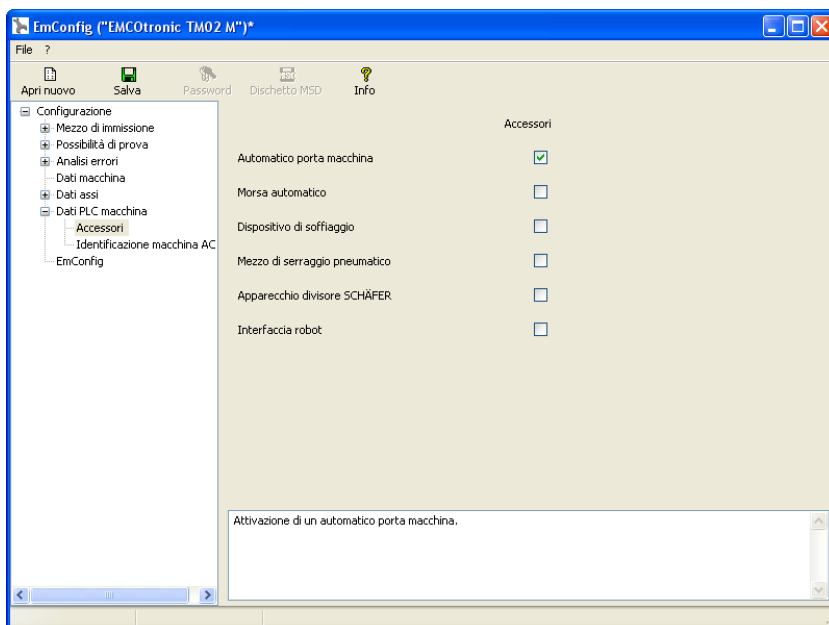 EmConfig ("EMCOtronic TM02 M")*
File ?
Apri nuovo Salva Password Dischetto MSD Info
Configurazione
Mezzo di immissione
Possibilità di prova
Analisi errori
Dati macchina
Dati assi
Dati PLC macchina
Accessori
Identificazione macchina AC
EmConfig
Accessori
Automatico porta macchina
Morsa automatico
Dispositivo di soffiaggio
Mezzo di serraggio pneumatico
Apparecchio divisore SCHÄFER
Interfaccia robot
Attivazione di un automatico porta macchina.